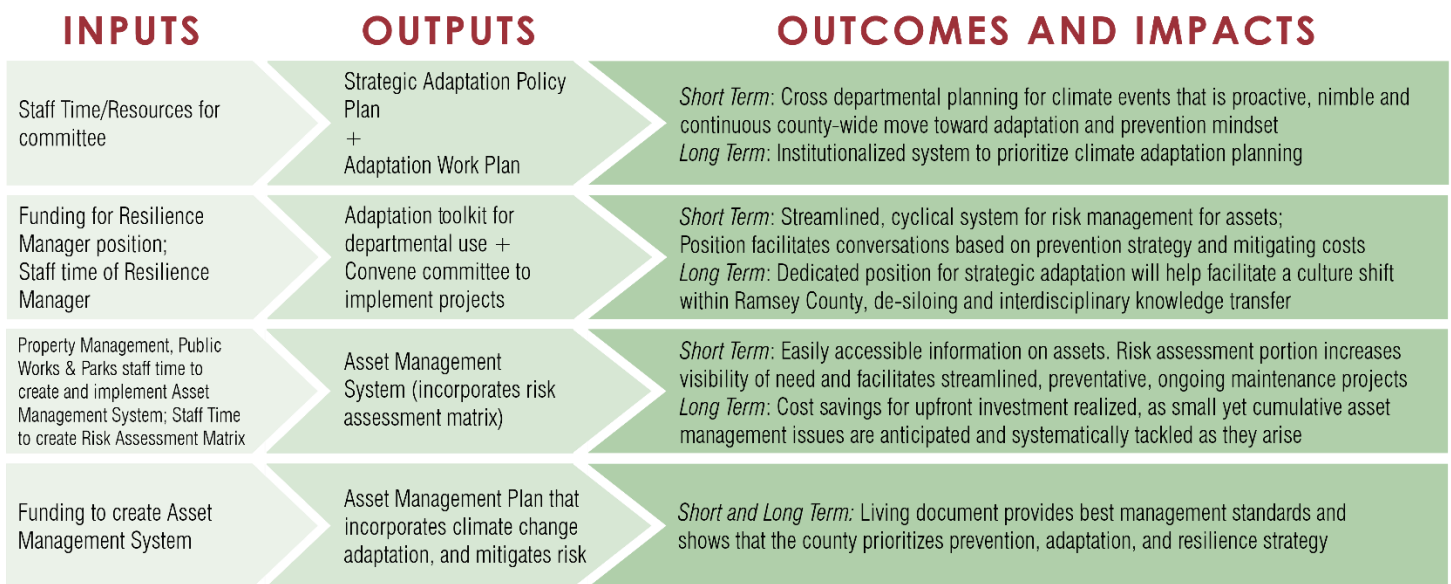 INPUTS
OUTPUTS
OUTCOMES AND IMPACTS
Staff Time/Resources for
committee
Strategic Adaptation Policy
Plan
+
Adaptation Work Plan
Short Term: Cross departmental planning for climate events that is proactive, nimble and
continuous county-wide move toward adaptation and prevention mindset
Long Term: Institutionalized system to prioritize climate adaptation planning
Funding for Resilience
Manager position;
Staff time of Resilience
Manager
Adaptation toolkit for
departmental use +
Convene committee to
implement projects
Short Term: Streamlined, cyclical system for risk management for assets;
Position facilitates conversations based on prevention strategy and mitigating costs
Long Term: Dedicated position for strategic adaptation will help facilitate a culture shift
within Ramsey County, de-siloing and interdisciplinary knowledge transfer
Property Management, Public
Works & Parks staff time to
create and implement Asset
Management System; Staff Time
to create Risk Assessment Matrix
Asset Management
System (incorporates risk
assessment matrix)
Short Term: Easily accessible information on assets. Risk assessment portion increases
visibility of need and facilitates streamlined, preventative, ongoing maintenance projects
Long Term: Cost savings for upfront investment realized, as small yet cumulative asset
management issues are anticipated and systematically tackled as they arise
Funding to create Asset
Management System
Asset Management Plan that
incorporates climate change
adaptation, and mitigates risk
Short and Long Term: Living document provides best management standards and
shows that the county prioritizes prevention, adaptation, and resilience strategy